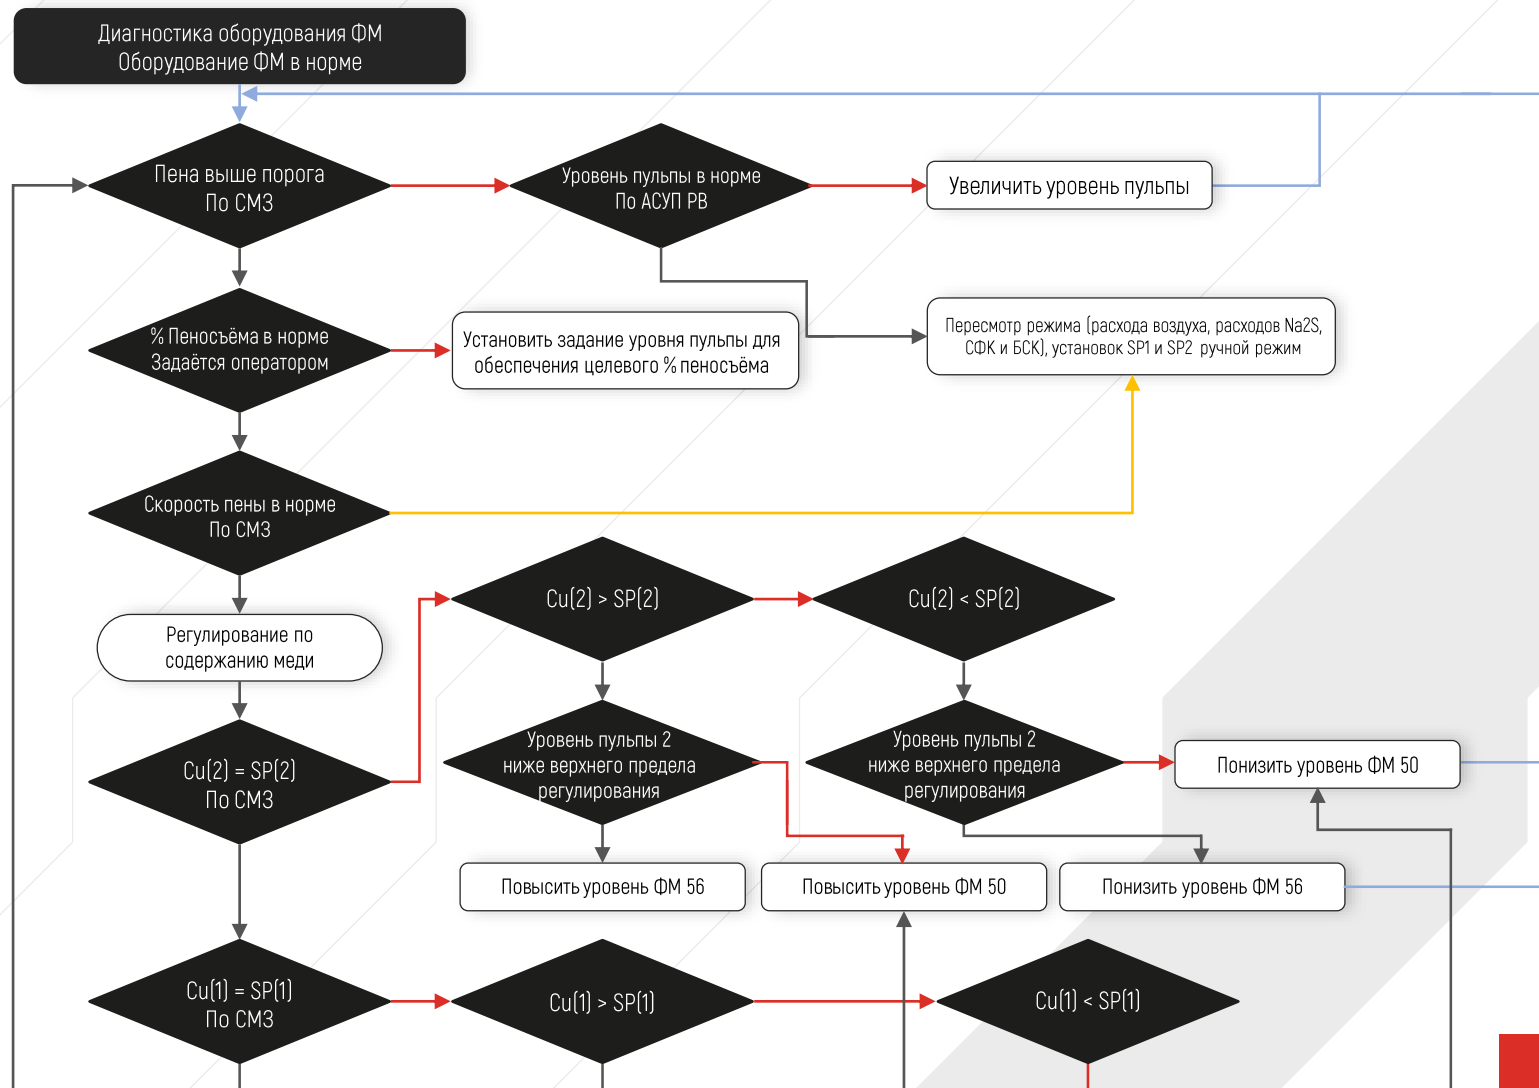 Диагностика оборудования ФМ
Оборудование ФМ в норме
Пена выше порога
По СМЗ
Уровень пульпы в норме
По АСУП РВ
Увеличить уровень пульпы
% Пеносъёма в норме
Задаётся оператором
Установить задание уровня пульпы для
обеспечения целевого % пеносъёма
Пересмотр режима (расхода воздуха, расходов Na2S,
СФК и БСК), установок SP1 и SP2 ручной режим
Скорость пены в норме
По СМЗ
Cu(2) > SP(2)
Cu(2) < SP(2)
Регулирование по
содержанию меди
Cu(2) = SP(2)
По СМЗ
Уровень пульпы 2
ниже верхнего предела
регулирования
Уровень пульпы 2
ниже верхнего предела
регулирования
Понизить уровень ФМ 50
Повысить уровень ФМ 56
Повысить уровень ФМ 50
Понизить уровень ФМ 56
Cu(1) = SP(1)
По СМЗ
Cu(1) > SP(1)
Cu(1) < SP(1)